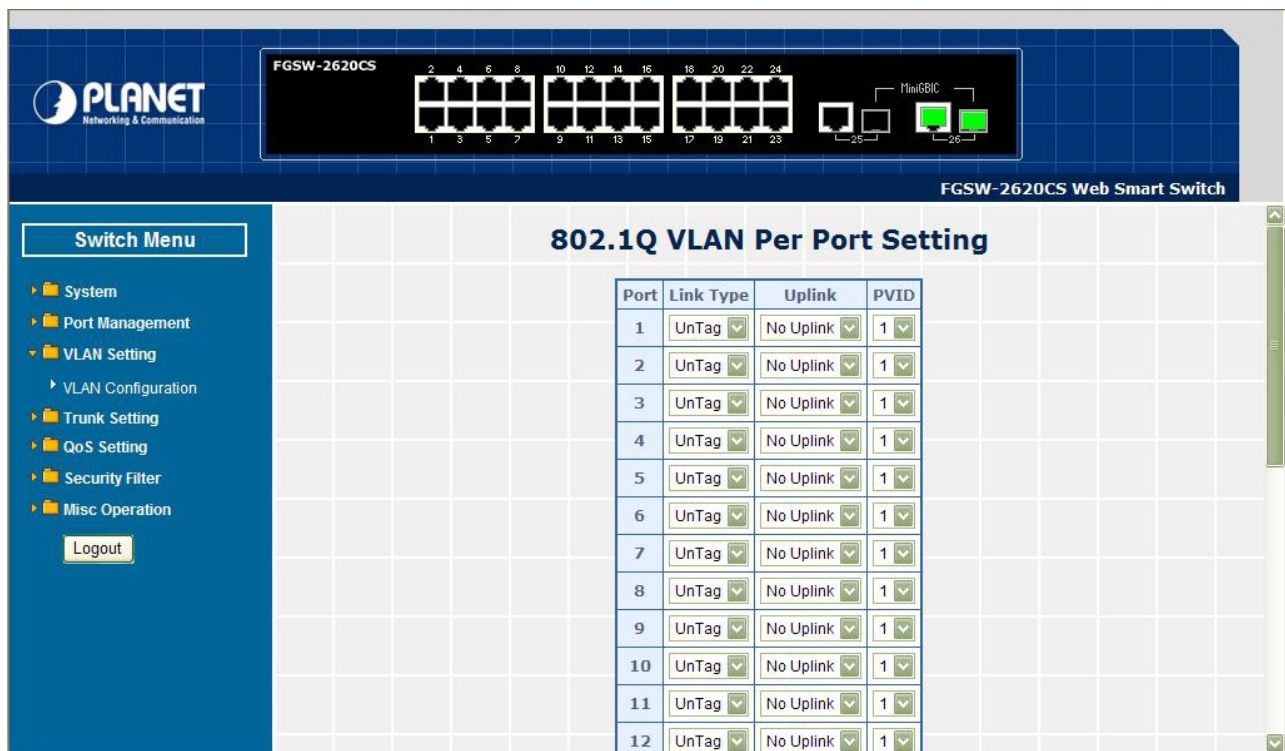 PLANET
Networking & Communication
FGSW-2620CS
2 4 6 8 10 12 14 16 18 20 22 24
MiniGBIC
1 3 5 7 9 11 13 15 17 19 21 23 25 26
FGSW-2620CS Web Smart Switch
Switch Menu
System
Port Management
VLAN Setting
VLAN Configuration
Trunk Setting
QoS Setting
Security Filter
Misc Operation
Logout
802.1Q VLAN Per Port Setting
Port Link Type Uplink PVID
1 UnTag No Uplink 1
2 UnTag No Uplink 1
3 UnTag No Uplink 1
4 UnTag No Uplink 1
5 UnTag No Uplink 1
6 UnTag No Uplink 1
7 UnTag No Uplink 1
8 UnTag No Uplink 1
9 UnTag No Uplink 1
10 UnTag No Uplink 1
11 UnTag No Uplink 1
12 UnTag No Uplink 1